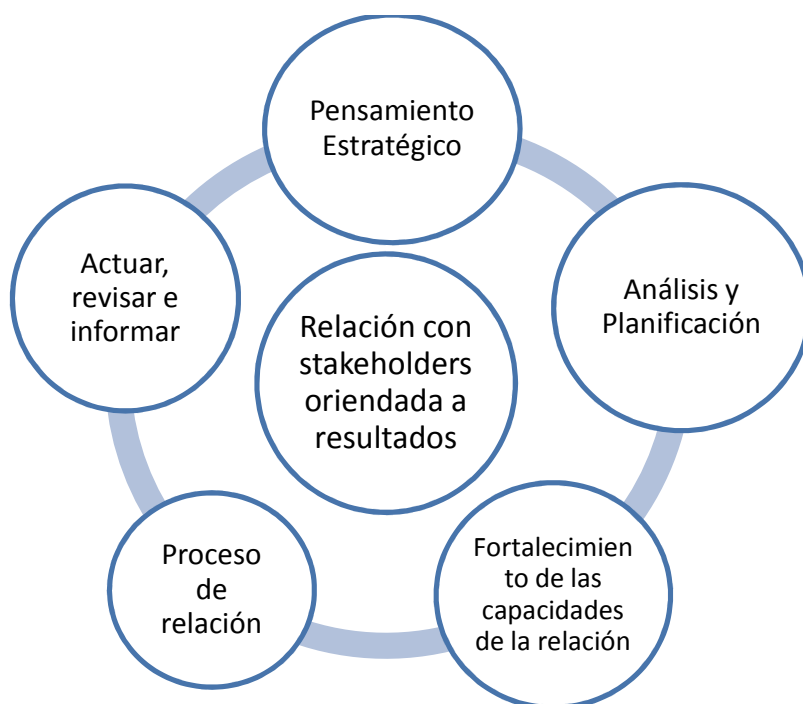 Pensamiento
Estratégico
Análisis y
Planificación
Fortalecimien
to de las
capacidades
de la relación
Proceso
de
relación
Actuar,
revisar e
informar
Relación con
stakeholders
oriendada a
resultados